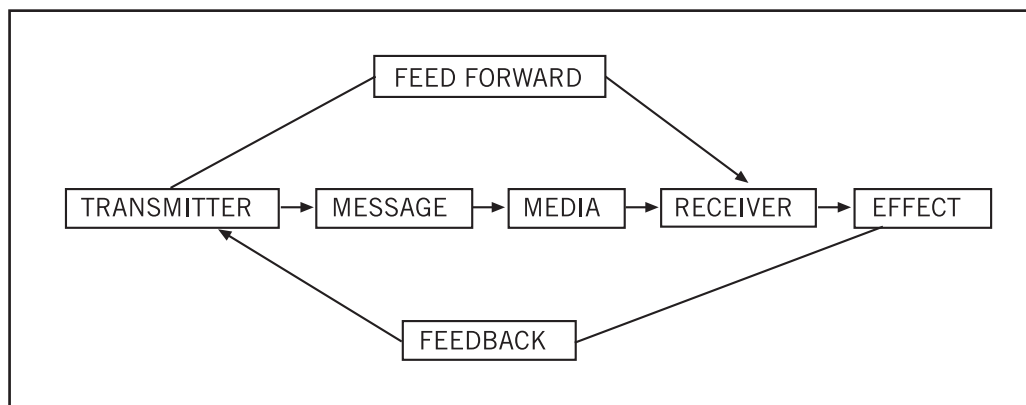 FEED FORWARD
TRANSMITTER MESSAGE MEDIA RECEIVER EFFECT
FEEDBACK